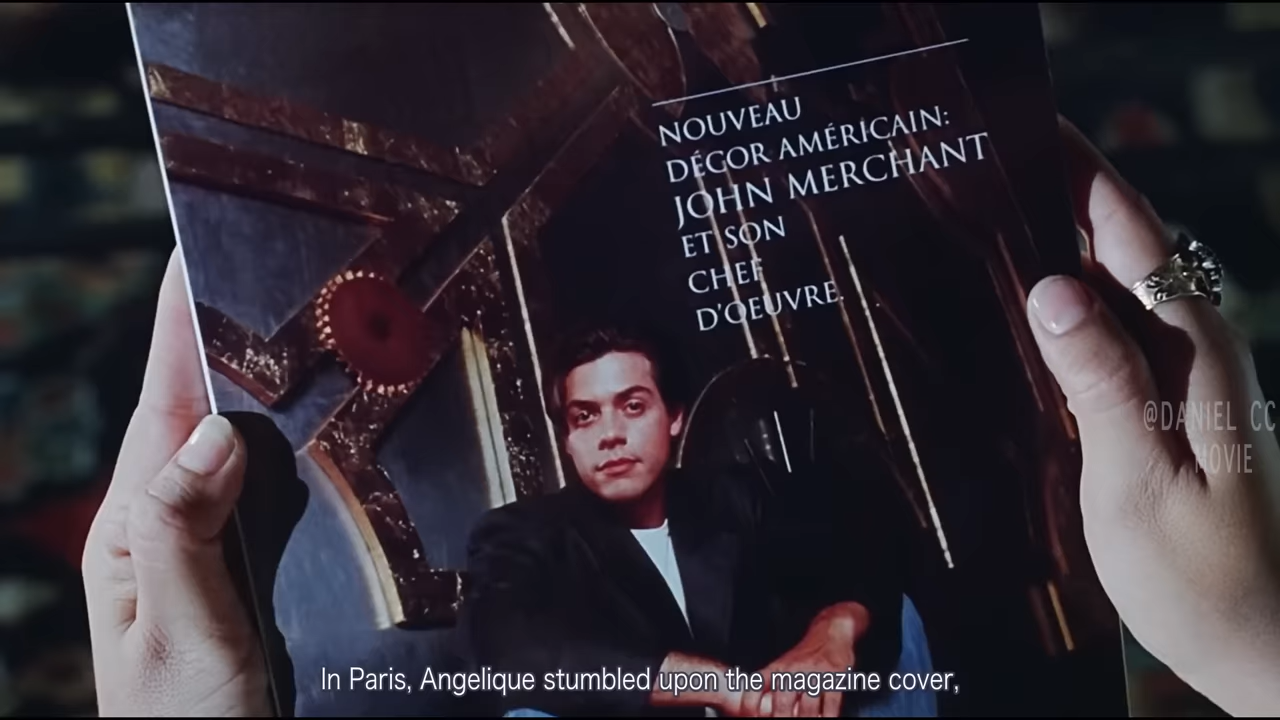 NOUVEAU
DÉCOR AMÉRICAIN:
JOHN MERCHANT
ET SON
CHEF
D'OEUVRE.
@DANIEL CC
MOVIE
In Paris, Angelique stumbled upon the magazine cover,